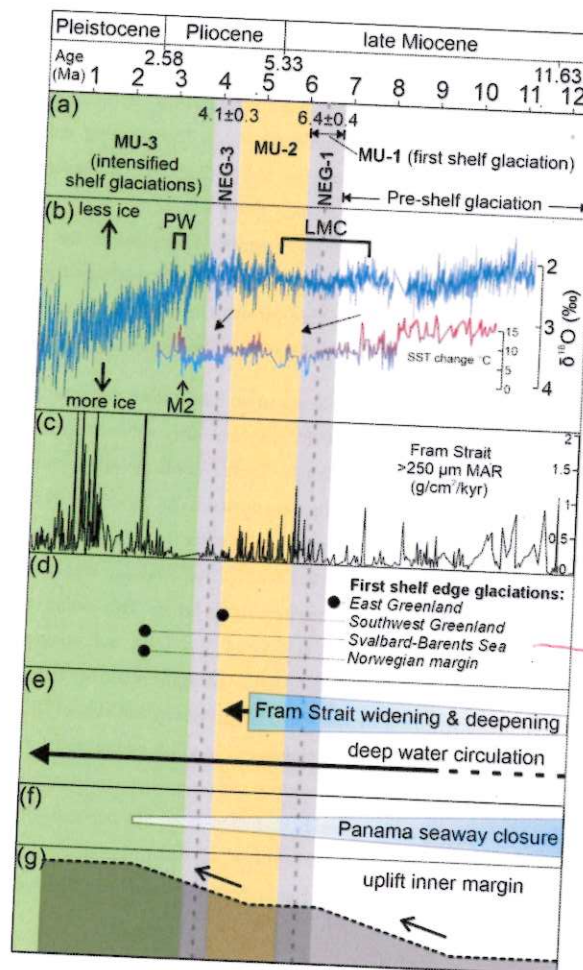 Pleistocene Pliocene late Miocene
Age 2.58 5.33 11.63
(Ma) 1 2 3 4 5 6 7 8 9 10 11 12
(a) 4.1±0.3 6.4±0.4
MU-3
(intensified
shelf glaciations)
NEG-3
MU-2
NEG-1
MU-1 (first shelf glaciation)
Pre-shelf glaciation
(b) less ice
PW
LMC
2
3
4
δ¹⁸O (‰)
SST change °C
15
10
5
0
more ice
M2
(c)
Fram Strait
>250 µm MAR
(g/cm²/kyr)
2
1.5
1
0.5
0
(d)
First shelf edge glaciations:
East Greenland
Southwest Greenland
Svalbard-Barents Sea
Norwegian margin
(e)
Fram Strait widening & deepening
deep water circulation
(f)
Panama seaway closure
(g)
uplift inner margin